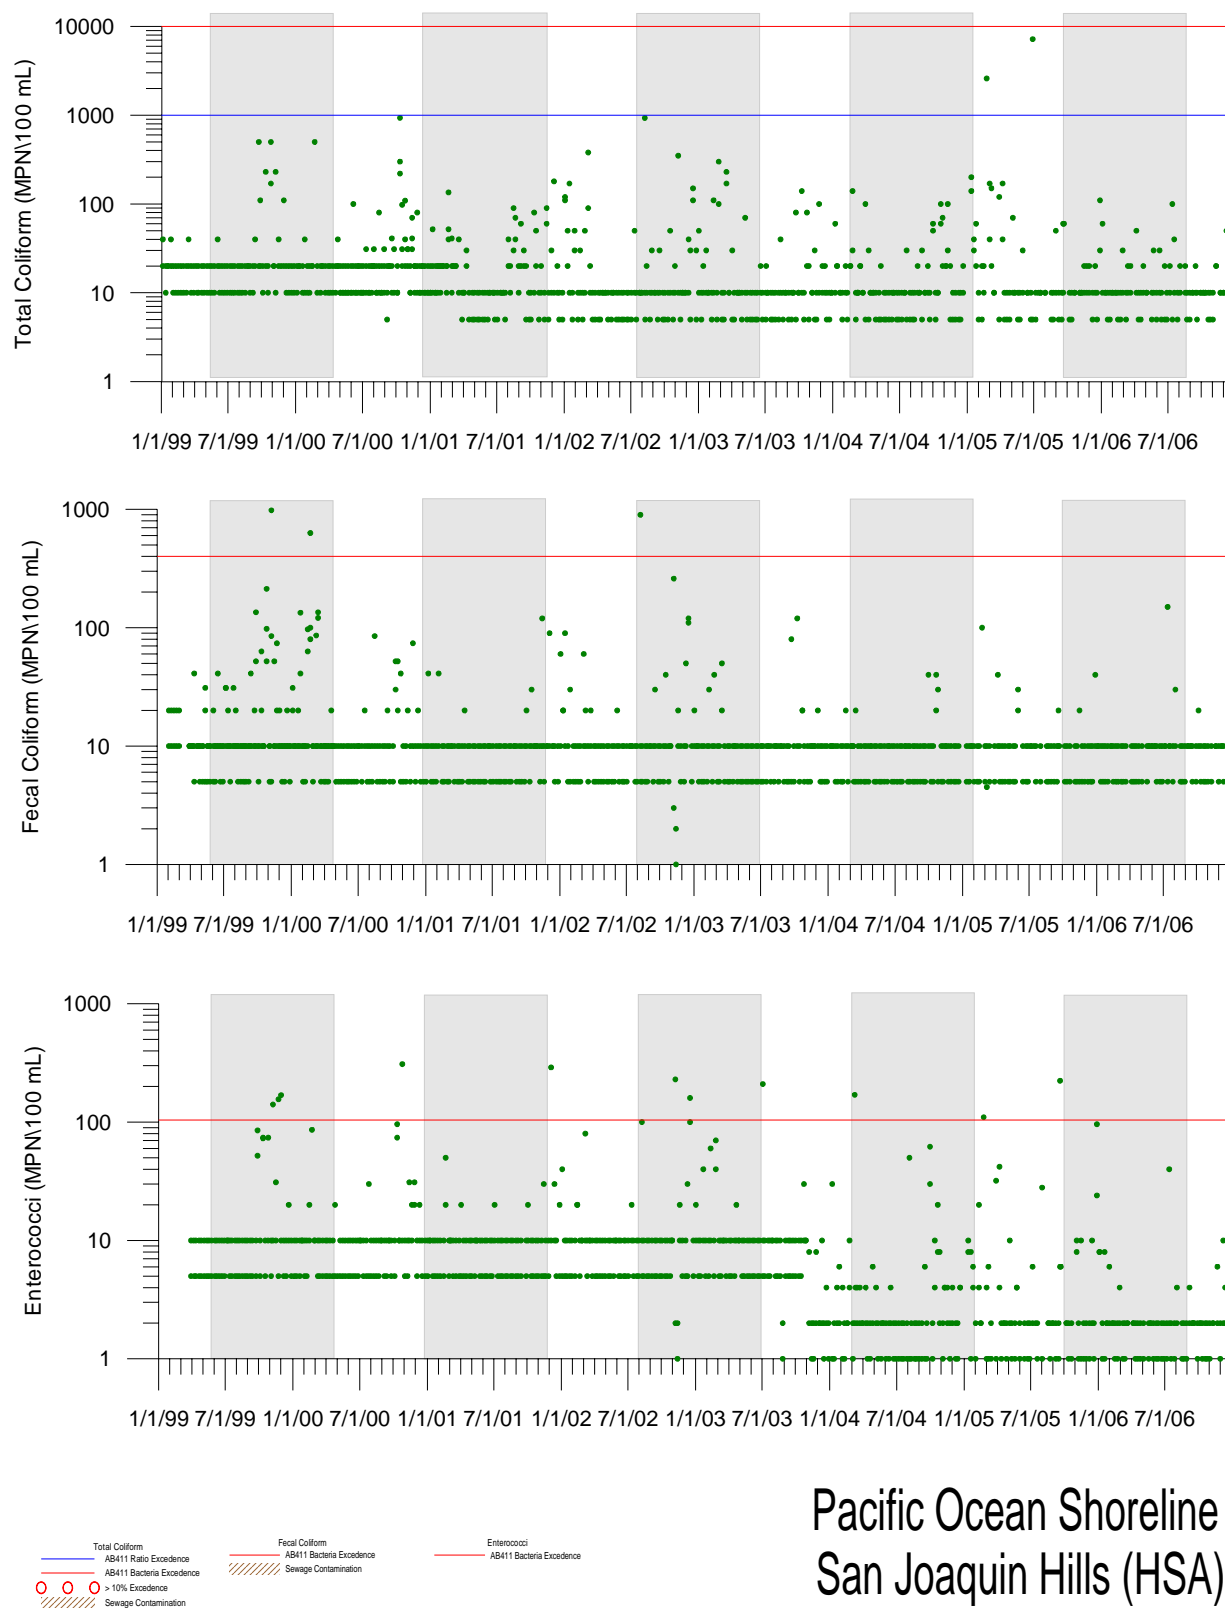 10000
1000
100
10
1
Total Coliform (MPN\100 mL)
1/1/99 7/1/99 1/1/00 7/1/00 1/1/01 7/1/01 1/1/02 7/1/02 1/1/03 7/1/03 1/1/04 7/1/04 1/1/05 7/1/05 1/1/06 7/1/06
1000
100
10
1
Fecal Coliform (MPN\100 mL)
1/1/99 7/1/99 1/1/00 7/1/00 1/1/01 7/1/01 1/1/02 7/1/02 1/1/03 7/1/03 1/1/04 7/1/04 1/1/05 7/1/05 1/1/06 7/1/06
1000
100
10
1
Enterococci (MPN\100 mL)
1/1/99 7/1/99 1/1/00 7/1/00 1/1/01 7/1/01 1/1/02 7/1/02 1/1/03 7/1/03 1/1/04 7/1/04 1/1/05 7/1/05 1/1/06 7/1/06
Pacific Ocean Shoreline
San Joaquin Hills (HSA)
Total Coliform
AB411 Ratio Excedence
AB411 Bacteria Excedence
> 10% Excedence
Sewage Contamination
Fecal Coliform
AB411 Bacteria Excedence
Sewage Contamination
Enterococci
AB411 Bacteria Excedence